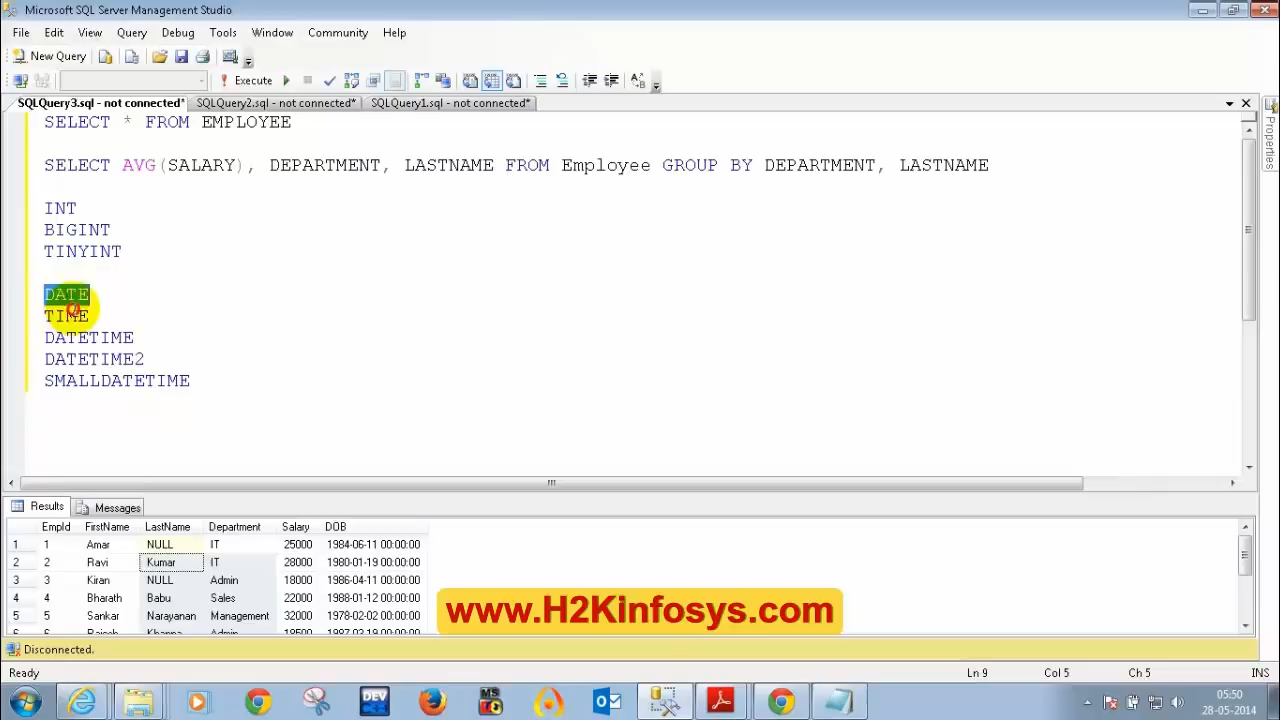 Microsoft SQL Server Management Studio
File Edit View Query Debug Tools Window Community Help
New Query
Execute
SQLQuery3.sql - not connected* SQLQuery2.sql - not connected* SQLQuery1.sql - not connected*
Properties
SELECT * FROM EMPLOYEE
SELECT AVG(SALARY), DEPARTMENT, LASTNAME FROM Employee GROUP BY DEPARTMENT, LASTNAME
INT
BIGINT
TINYINT
DATE
TIME
DATETIME
DATETIME2
SMALLDATETIME
Results Messages
EmpId FirstName LastName Department Salary DOB
1 1 Amar NULL IT 25000 1984-06-11 00:00:00
2 2 Ravi Kumar IT 28000 1980-01-19 00:00:00
3 3 Kiran NULL Admin 18000 1986-04-11 00:00:00
4 4 Bharath Babu Sales 22000 1988-01-12 00:00:00
5 5 Sankar Narayanan Management 32000 1978-02-02 00:00:00
www.H2Kinfosys.com
Disconnected.
Ready Ln 9 Col 5 Ch 5 INS
DEV
MS
05:50
28-05-2014